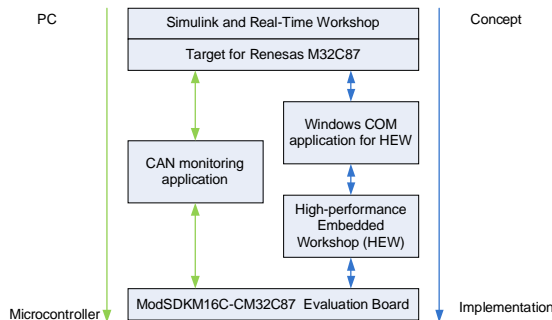 PC
Simulink and Real-Time Workshop
Concept
Target for Renesas M32C87
Windows COM
application for HEW
CAN monitoring
application
High-performance
Embedded
Workshop (HEW)
ModSDKM16C-CM32C87 Evaluation Board
Microcontroller
Implementation